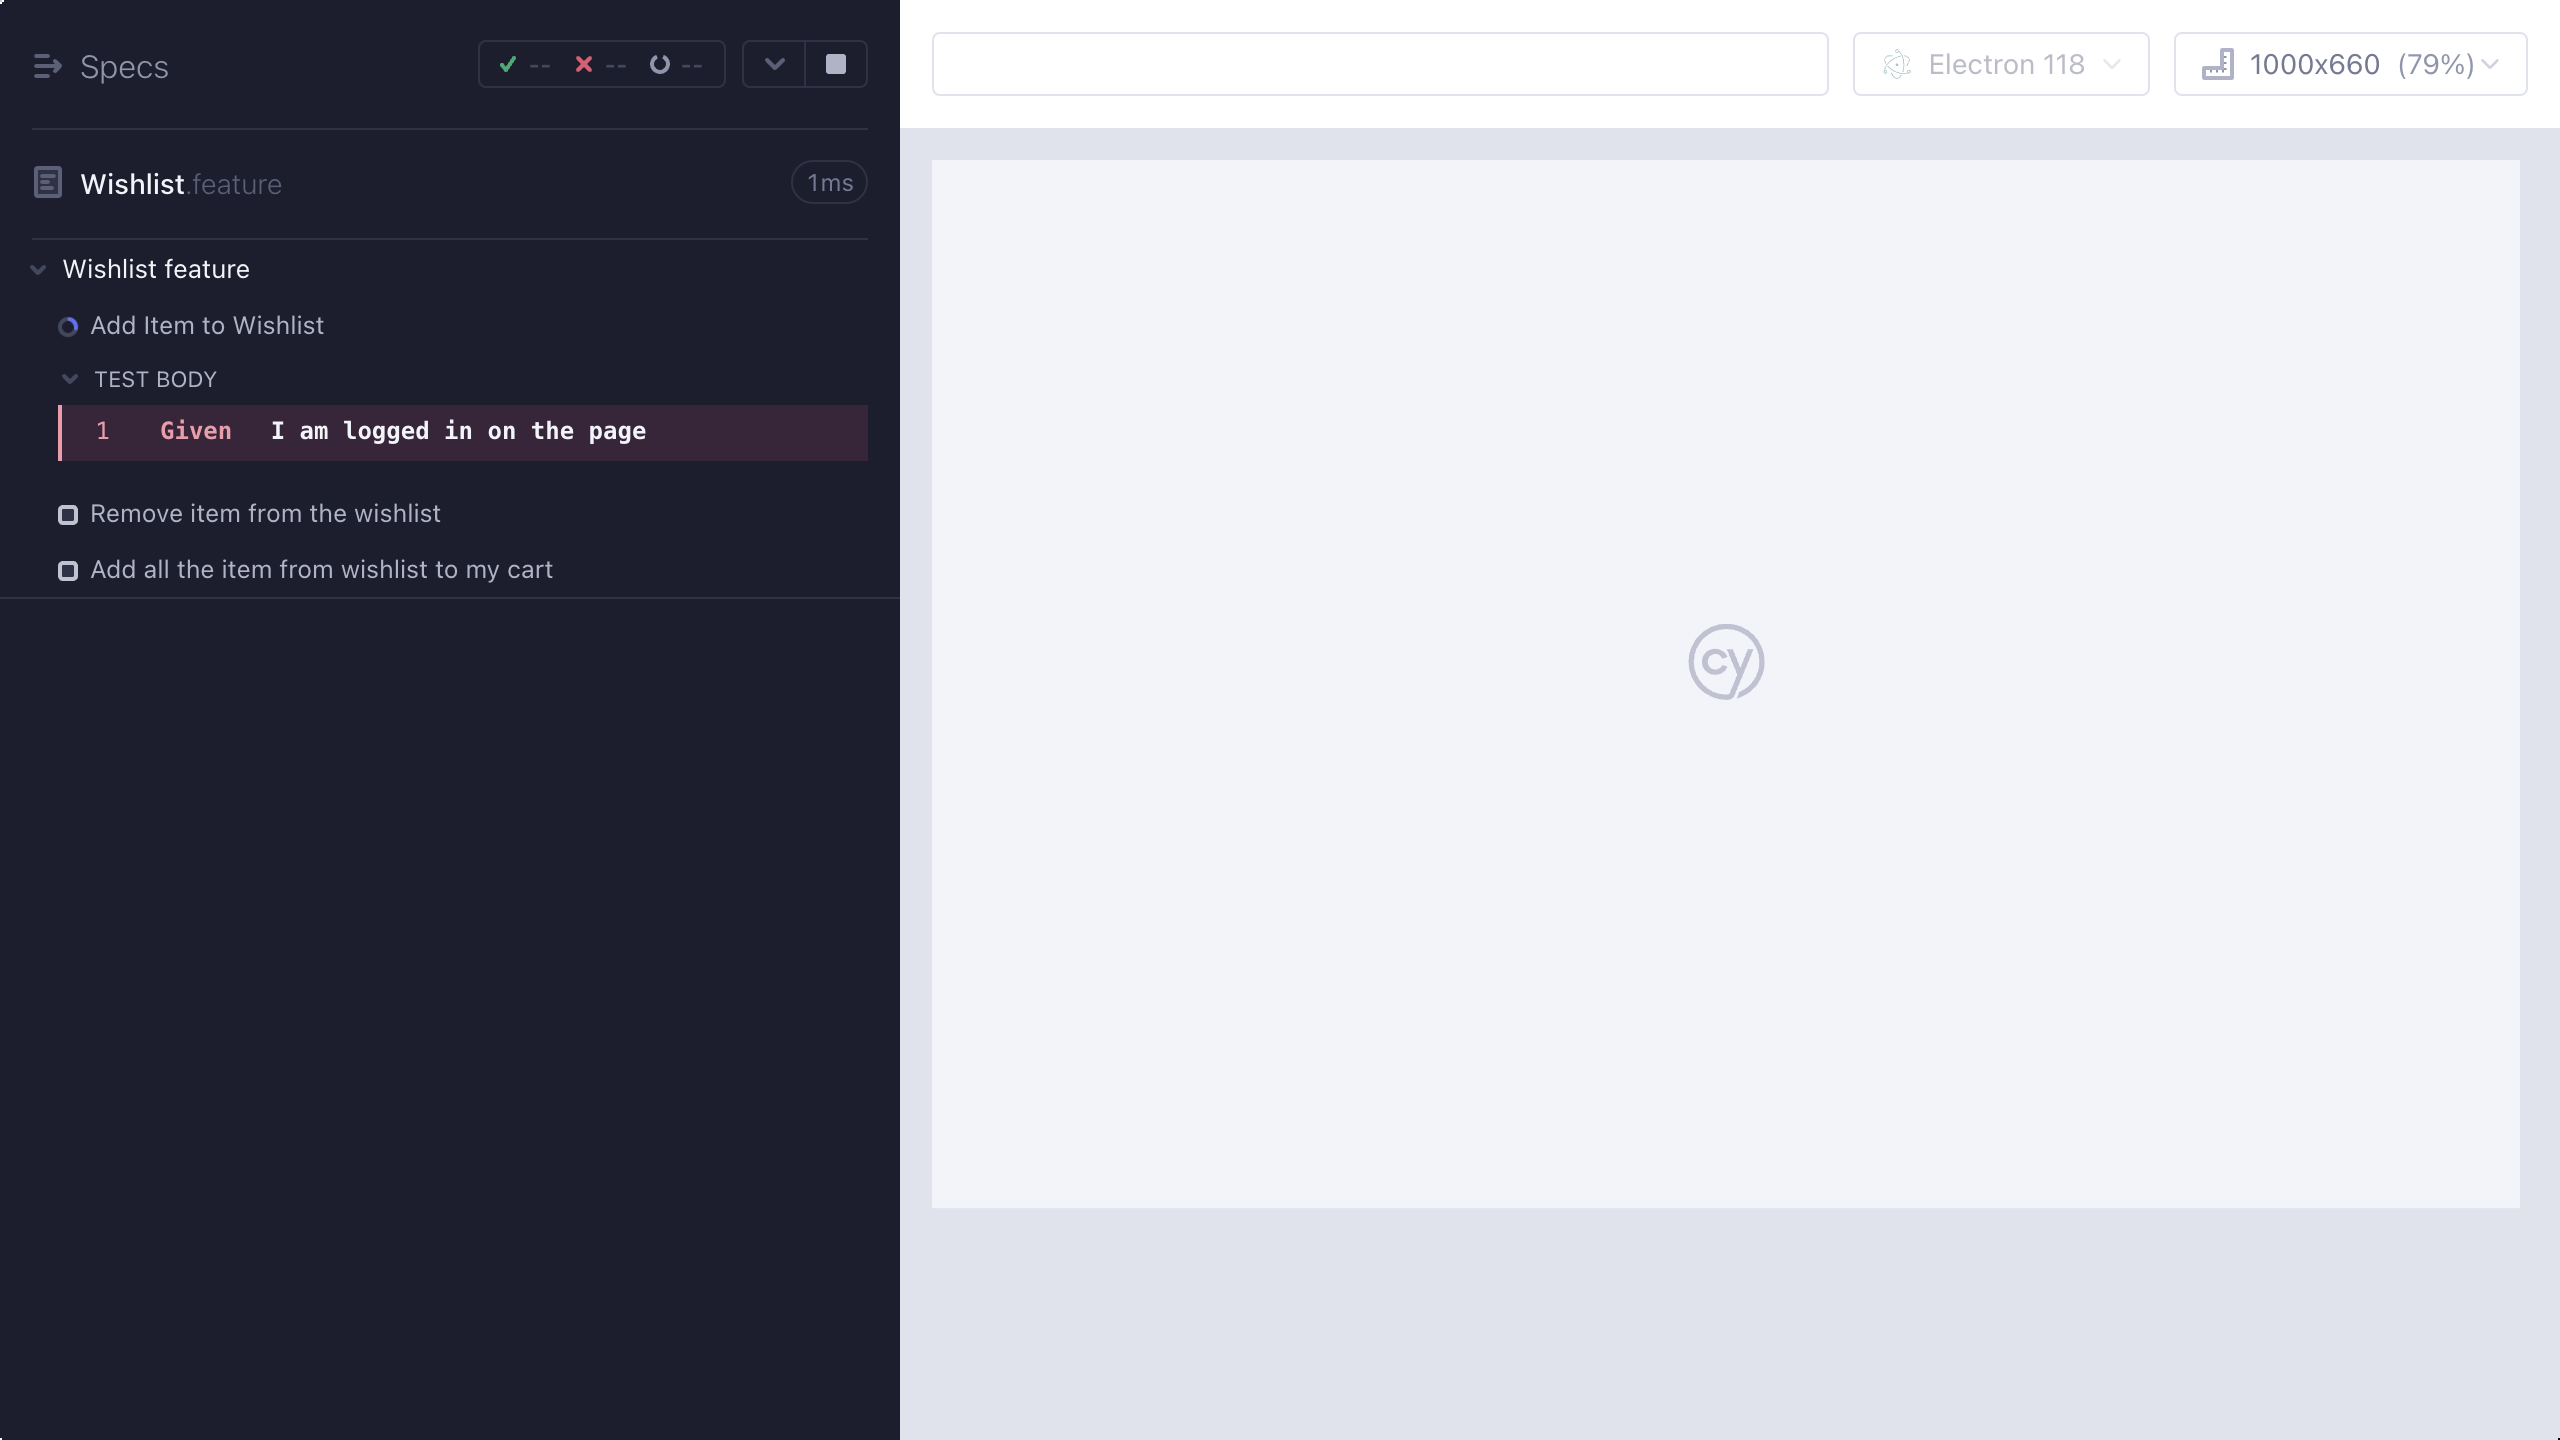 Specs
-- -- --
Wishlist.feature
1ms
Wishlist feature
Add Item to Wishlist
TEST BODY
1 Given I am logged in on the page
Remove item from the wishlist
Add all the item from wishlist to my cart
Electron 118
1000x660 (79%)
cy